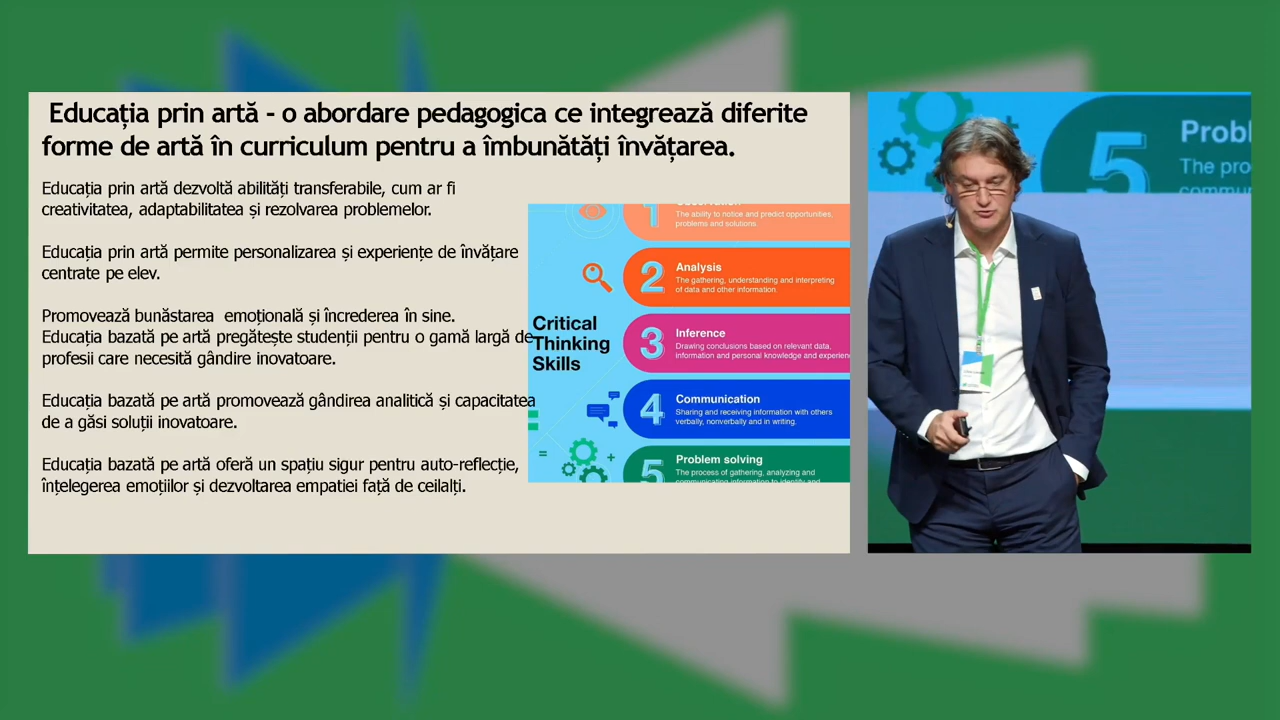 Educația prin artă - o abordare pedagogica ce integrează diferite
forme de artă în curriculum pentru a îmbunătăți învățarea.
Educația prin artă dezvoltă abilități transferabile, cum ar fi
creativitatea, adaptabilitatea și rezolvarea problemelor.
Educația prin artă permite personalizarea și experiențe de învățare
centrate pe elev.
Promovează bunăstarea  emoțională și încrederea în sine.
Educația bazată pe artă pregătește studenții pentru o gamă largă de
profesii care necesită gândire inovatoare.
Educația bazată pe artă promovează gândirea analitică și capacitatea
de a găsi soluții inovatoare.
Educația bazată pe artă oferă un spațiu sigur pentru auto-reflecție,
înțelegerea emoțiilor și dezvoltarea empatiei față de ceilalți.
Critical
Thinking
Skills
1
The ability to notice and predict opportunities,
problems and solutions
2
Analysis
The gathering, understanding and interpreting
of data and other information.
3
Inference
Drawing conclusions based on relevant data,
information and personal knowledge and experien
4
Communication
Sharing and receiving information with others
verbally, nonverbally and in writing.
5
Problem solving
The process of gathering, analyzing and
communicating information to identify and
5
Probl
The pro
commun